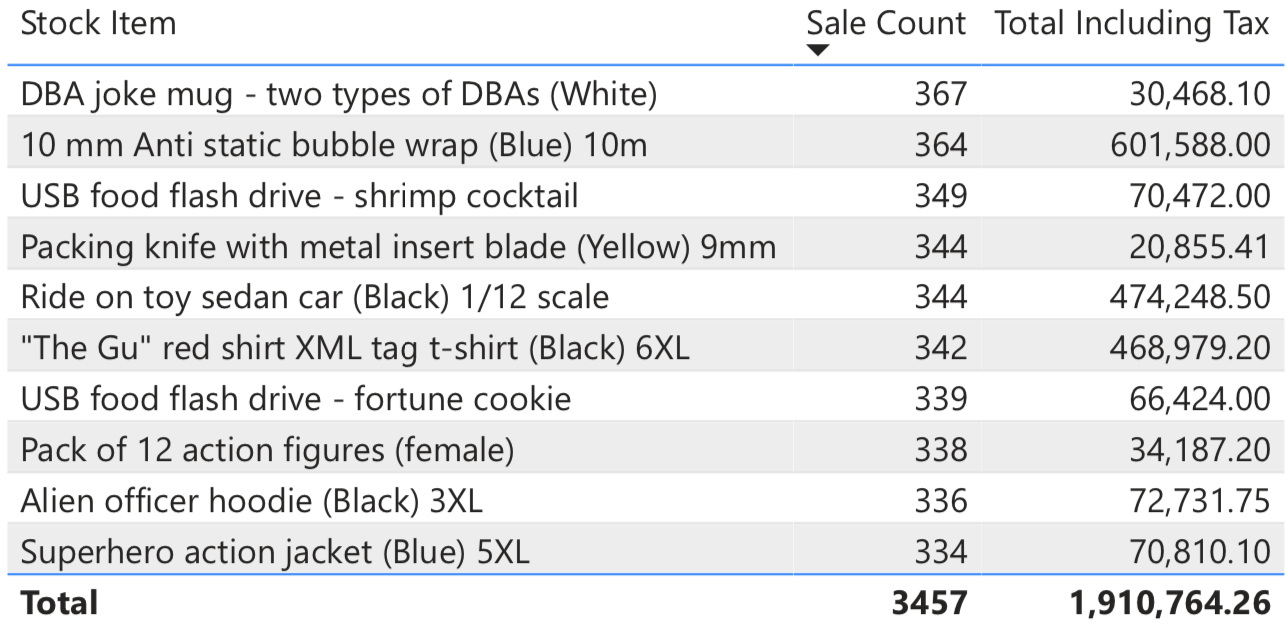 Stock Item Sale Count Total Including Tax
DBA joke mug - two types of DBAs (White) 367 30,468.10
10 mm Anti static bubble wrap (Blue) 10m 364 601,588.00
USB food flash drive - shrimp cocktail 349 70,472.00
Packing knife with metal insert blade (Yellow) 9mm 344 20,855.41
Ride on toy sedan car (Black) 1/12 scale 344 474,248.50
"The Gu" red shirt XML tag t-shirt (Black) 6XL 342 468,979.20
USB food flash drive - fortune cookie 339 66,424.00
Pack of 12 action figures (female) 338 34,187.20
Alien officer hoodie (Black) 3XL 336 72,731.75
Superhero action jacket (Blue) 5XL 334 70,810.10
Total 3457 1,910,764.26